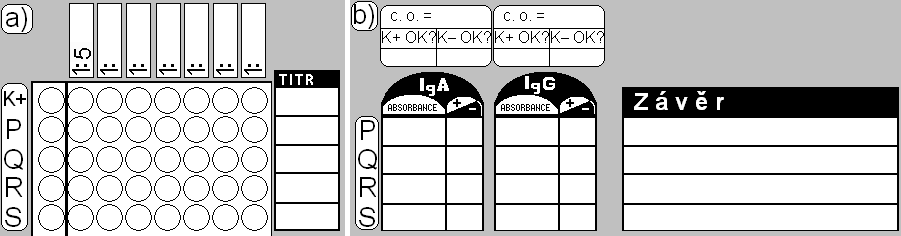 a)
1:5 1: 1: 1: 1: 1: 1:
TITR
K+
P
Q
R
S
b)
c. o. = c. o. =
K+ OK? K− OK? K+ OK? K− OK?
IgA IgG
ABSORBANCE + − ABSORBANCE + −
Závěr
P
Q
R
S